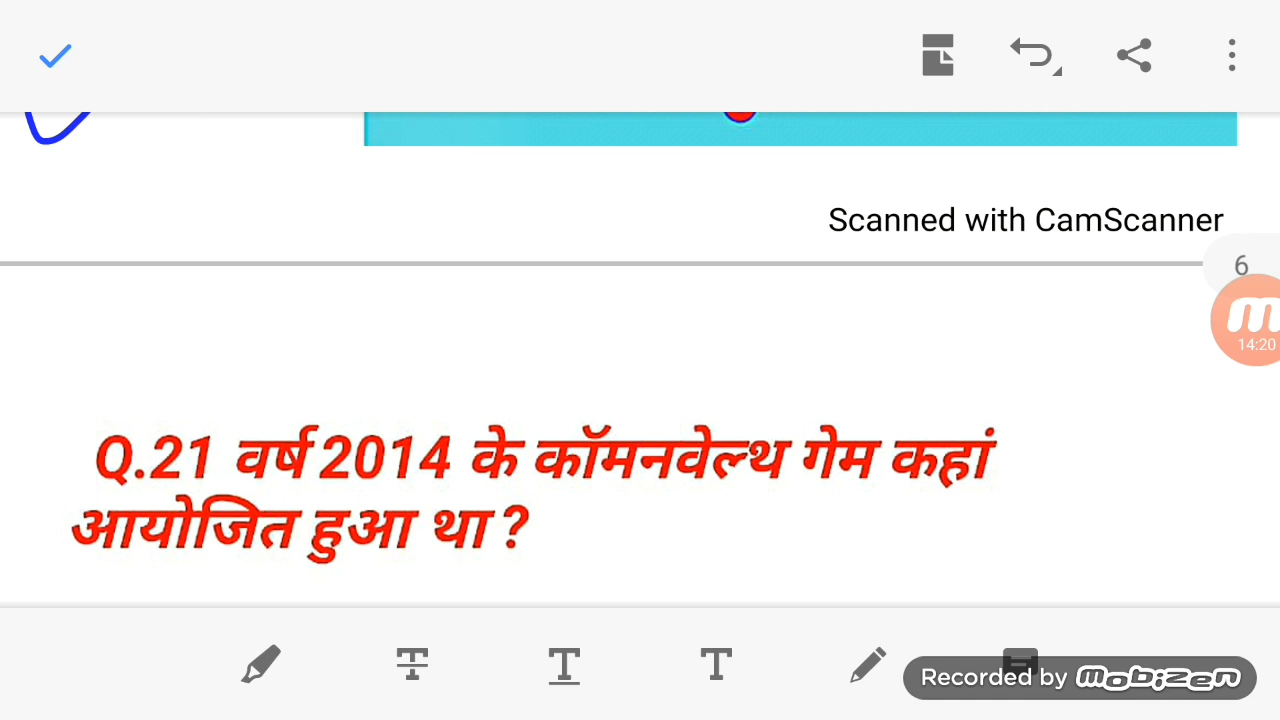 Scanned with CamScanner
6
14:20
Q.21 वर्ष 2014 के कॉमनवेल्थ गेम कहां
आयोजित हुआ था ?
Recorded by mobizen